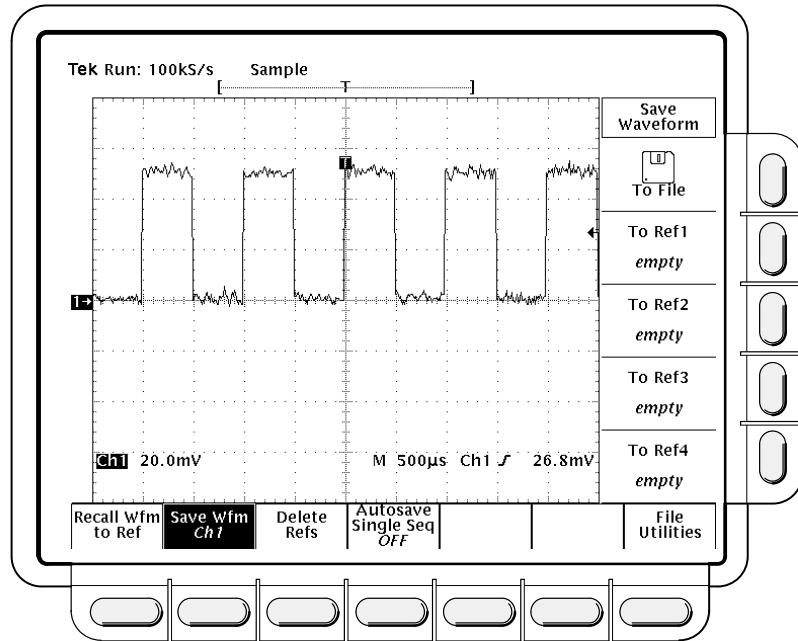 Tek Run: 100kS/s Sample
[ T ]
T
1→
Ch1 20.0mV M 500µs Ch1 26.8mV
Save
Waveform
To File
To Ref1
empty
To Ref2
empty
To Ref3
empty
To Ref4
empty
Recall Wfm
to Ref
Save Wfm
Ch1
Delete
Refs
Autosave
Single Seq
OFF
File
Utilities